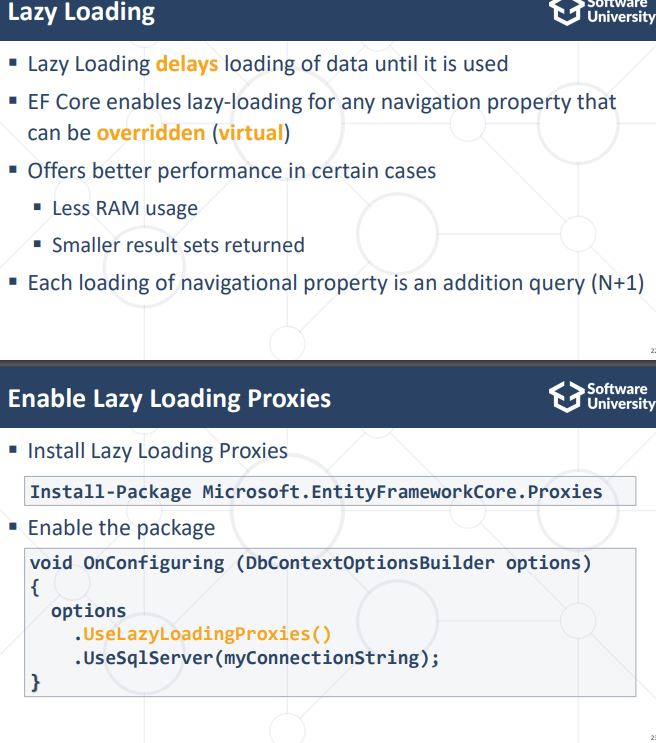 Lazy Loading
Software
University
▪ Lazy Loading delays loading of data until it is used
▪ EF Core enables lazy-loading for any navigation property that
can be overridden (virtual)
▪ Offers better performance in certain cases
▪ Less RAM usage
▪ Smaller result sets returned
▪ Each loading of navigational property is an addition query (N+1)
22
Enable Lazy Loading Proxies
Software
University
▪ Install Lazy Loading Proxies
Install-Package Microsoft.EntityFrameworkCore.Proxies
▪ Enable the package
void OnConfiguring (DbContextOptionsBuilder options)
{
options
.UseLazyLoadingProxies()
.UseSqlServer(myConnectionString);
}
23